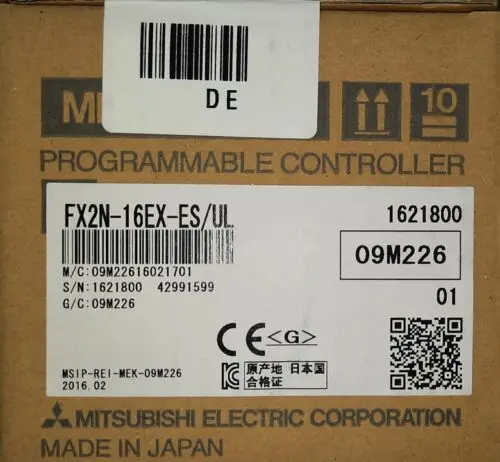 DE
10
PROGRAMMABLE CONTROLLER
FX2N-16EX-ES/UL
1621800
M/C:09M22616021701
S/N:1621800 42991599
G/C:09M226
09M226
01
CE <G>
MSIP-REI-MEK-09M226
2016.02
KC
原产地 日本国
合格证
MITSUBISHI ELECTRIC CORPORATION
MADE IN JAPAN